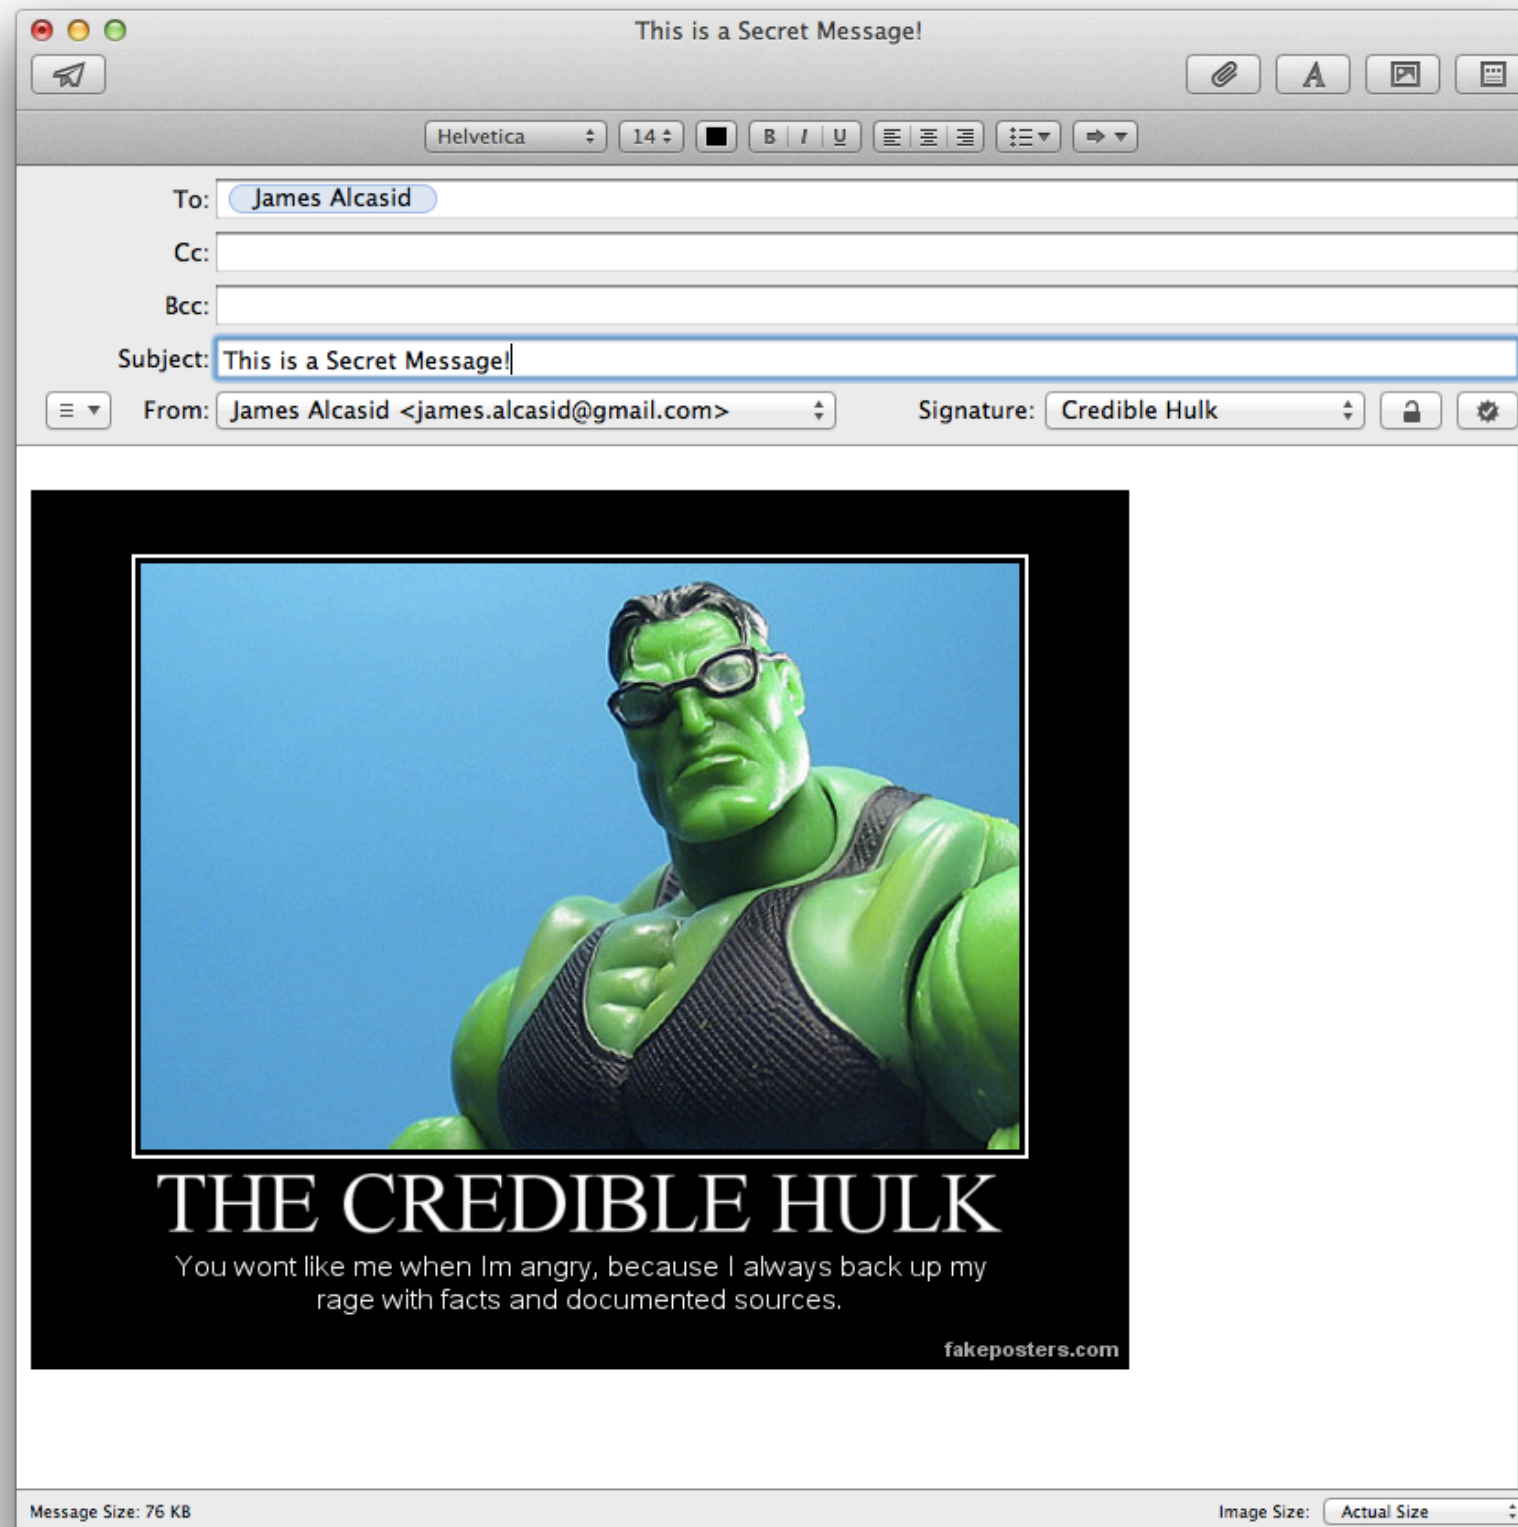 This is a Secret Message!
Helvetica 14 B I U
To: James Alcasid
Cc:
Bcc:
Subject: This is a Secret Message!
From: James Alcasid <james.alcasid@gmail.com> Signature: Credible Hulk
THE CREDIBLE HULK
You wont like me when Im angry, because I always back up my
rage with facts and documented sources.
fakeposters.com
Message Size: 76 KB Image Size: Actual Size